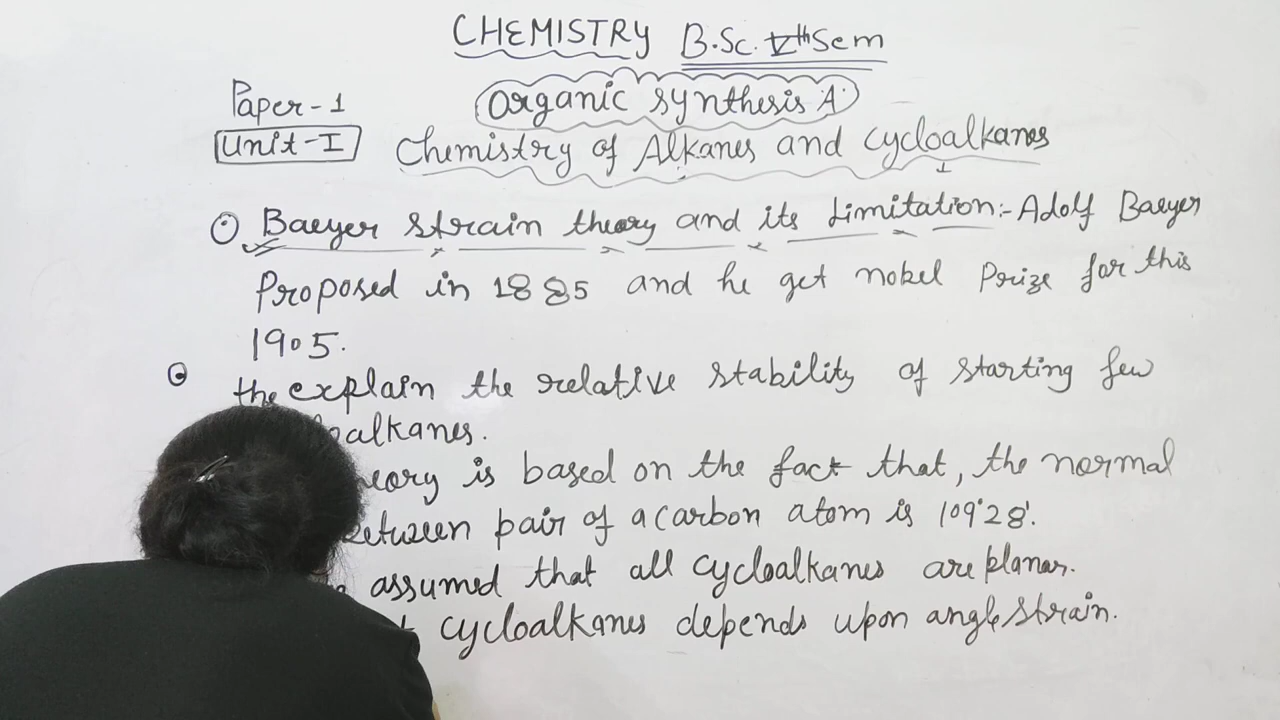 CHEMISTRY B.Sc. Vth Sem
Paper-1 Organic synthesis A
Unit-I Chemistry of Alkanes and cycloalkanes
Baeyer strain theory and its limitation:- Adolf Baeyer
Proposed in 1885 and he get nobel Prize for this
1905.
the explain the relative stability of starting few
alkanes.
is based on the fact that, the normal
between pair of a carbon atom is 109°28'.
assumed that all cycloalkanes are planar.
cycloalkanes depends upon angle strain.